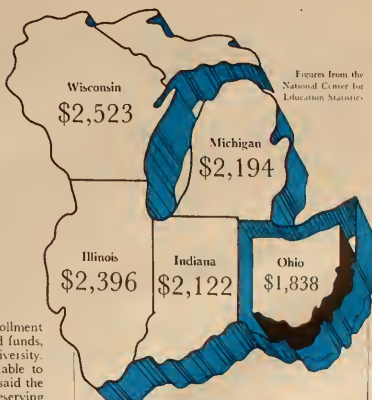 Figures from the
National Center for
Education Statistics
Wisconsin
$2,523
Michigan
$2,194
Illinois
$2,396
Indiana
$2,122
Ohio
$1,838
ollment
d funds,
iversity.
able to
said the
eserving